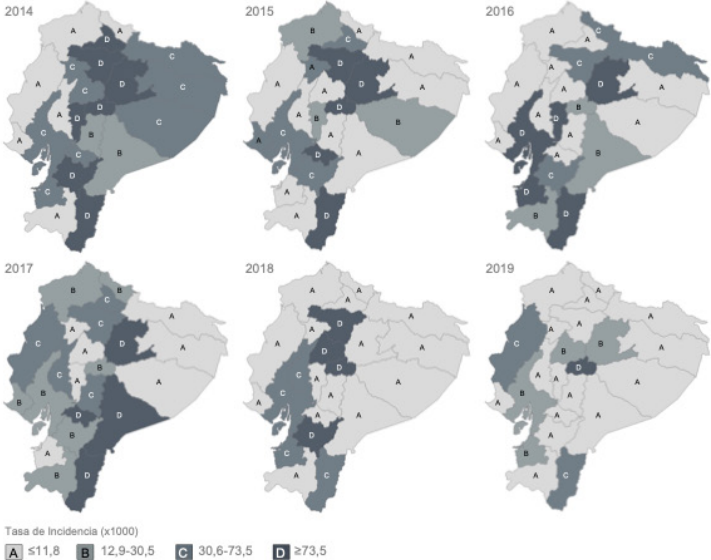 2014 2015 2016
A A D C D C C D C A C D A D D B C A C B D C A D
B A C A A D C D A A A C B D B A A C D A C A A D
C A A C C A A D A A B D D A A A C B D B D
2017 2018 2019
B B C A C A C D A A C B A B C A B D D B A B D
A A A A D A A D C A D A A A C D A C A C
A A A A A C B B A A A D B A A A A A B A C
Tasa de Incidencia (x1000)
A ≤11,8 B 12,9-30,5 C 30,6-73,5 D ≥73,5